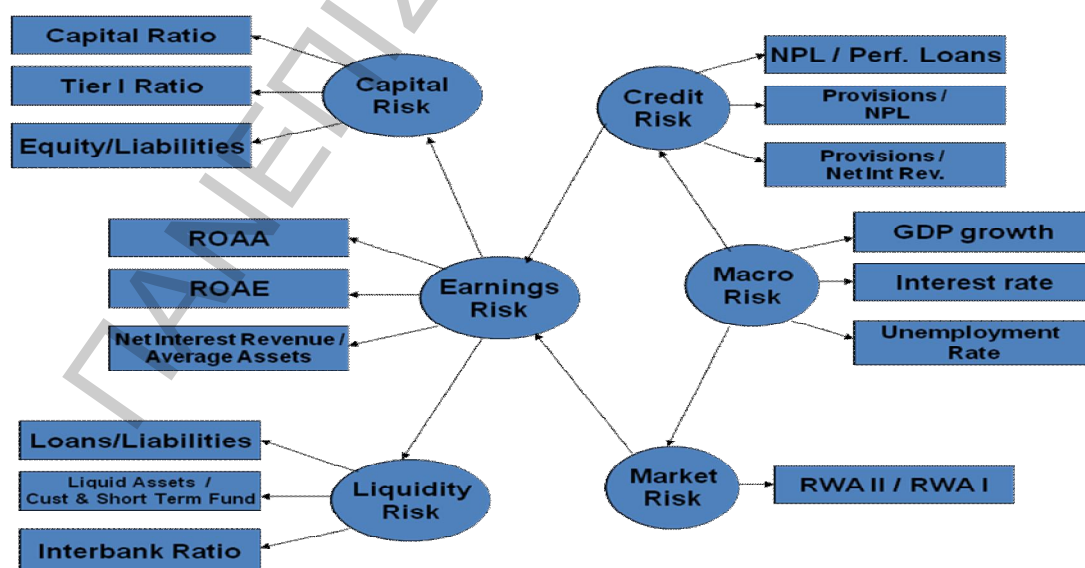 Capital Ratio
Tier I Ratio
Equity/Liabilities
Capital
Risk
Credit
Risk
NPL / Perf. Loans
Provisions /
NPL
Provisions /
Net Int Rev.
ROAA
ROAE
Net Interest Revenue /
Average Assets
Earnings
Risk
Macro
Risk
GDP growth
Interest rate
Unemployment
Rate
Loans/Liabilities
Liquid Assets /
Cust & Short Term Fund
Interbank Ratio
Liquidity
Risk
Market
Risk
RWA II / RWA I